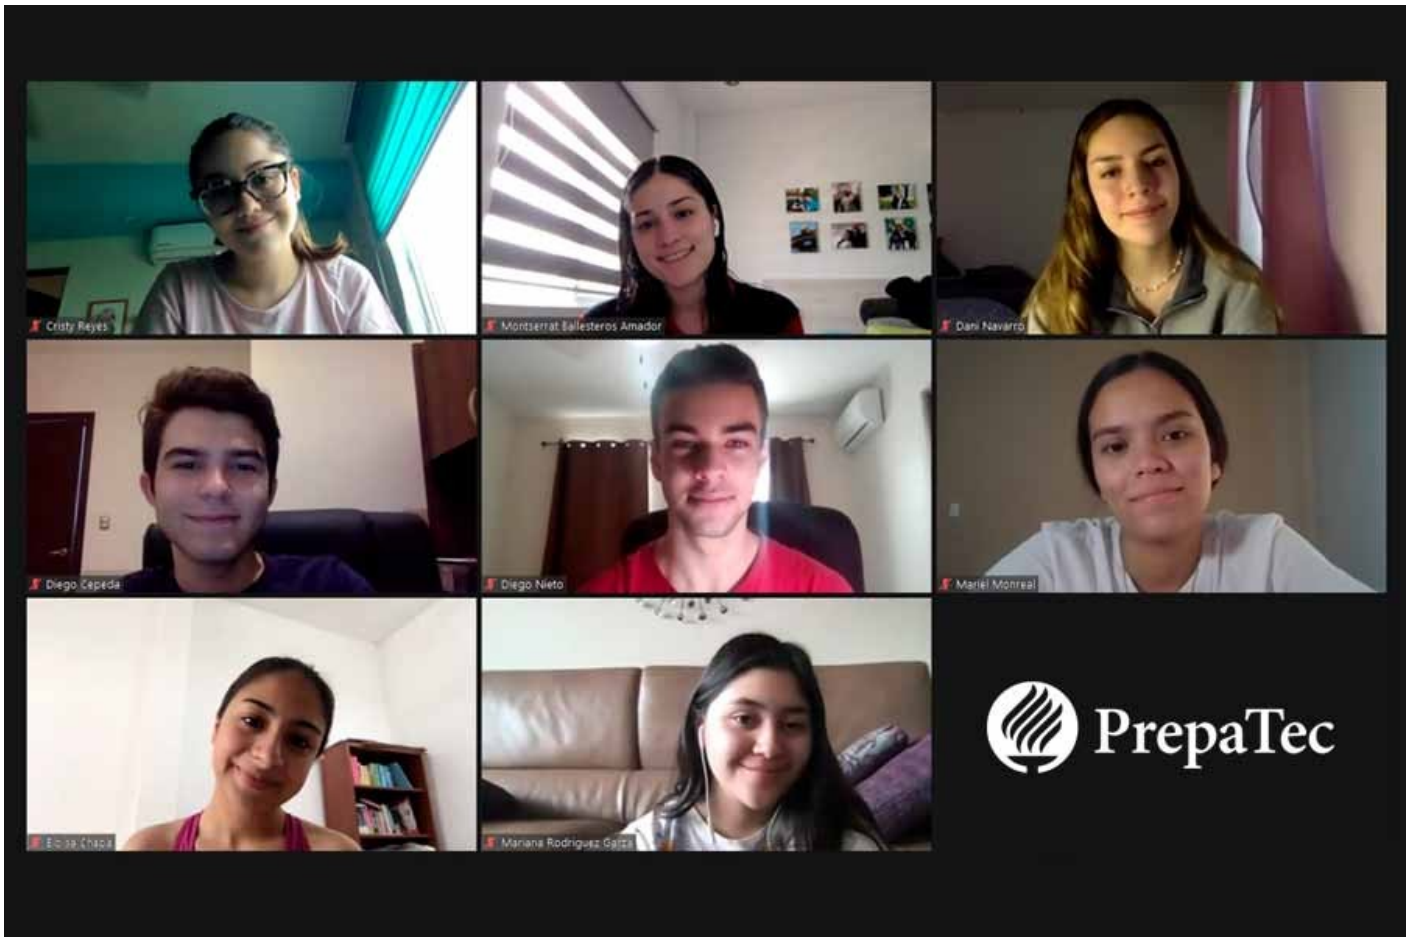 Cristy Reyes
Montserrat Ballesteros Amador
Dani Navarro
Diego Cepeda
Diego Nieto
Mariel Monreal
Eloisa Chapa
Mariana Rodriguez Garza
PrepaTec